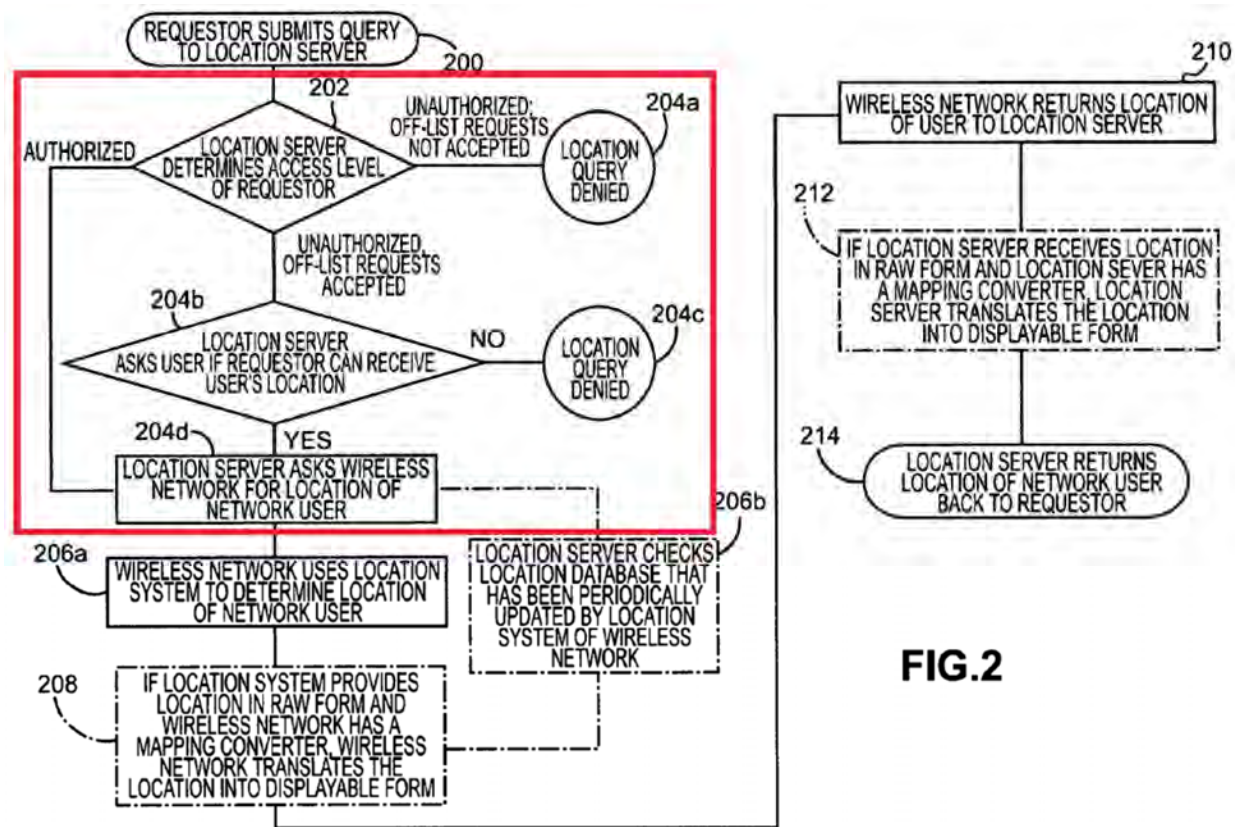 REQUESTOR SUBMITS QUERY
TO LOCATION SERVER
200
202
AUTHORIZED
LOCATION SERVER
DETERMINES ACCESS LEVEL
OF REQUESTOR
UNAUTHORIZED;
OFF-LIST REQUESTS
NOT ACCEPTED
204a
LOCATION
QUERY
DENIED
UNAUTHORIZED,
OFF-LIST REQUESTS
ACCEPTED
204b
LOCATION SERVER
ASKS USER IF REQUESTOR CAN RECEIVE
USER'S LOCATION
NO
204c
LOCATION
QUERY
DENIED
YES
204d
LOCATION SERVER ASKS WIRELESS
NETWORK FOR LOCATION OF
NETWORK USER
206a
WIRELESS NETWORK USES LOCATION
SYSTEM TO DETERMINE LOCATION
OF NETWORK USER
206b
LOCATION SERVER CHECKS
LOCATION DATABASE THAT
HAS BEEN PERIODICALLY
UPDATED BY LOCATION
SYSTEM OF WIRELESS
NETWORK
208
IF LOCATION SYSTEM PROVIDES
LOCATION IN RAW FORM AND
WIRELESS NETWORK HAS A
MAPPING CONVERTER, WIRELESS
NETWORK TRANSLATES THE
LOCATION INTO DISPLAYABLE FORM
210
WIRELESS NETWORK RETURNS LOCATION
OF USER TO LOCATION SERVER
212
IF LOCATION SERVER RECEIVES LOCATION
IN RAW FORM AND LOCATION SEVER HAS
A MAPPING CONVERTER, LOCATION
SERVER TRANSLATES THE LOCATION
INTO DISPLAYABLE FORM
214
LOCATION SERVER RETURNS
LOCATION OF NETWORK USER
BACK TO REQUESTOR
FIG.2